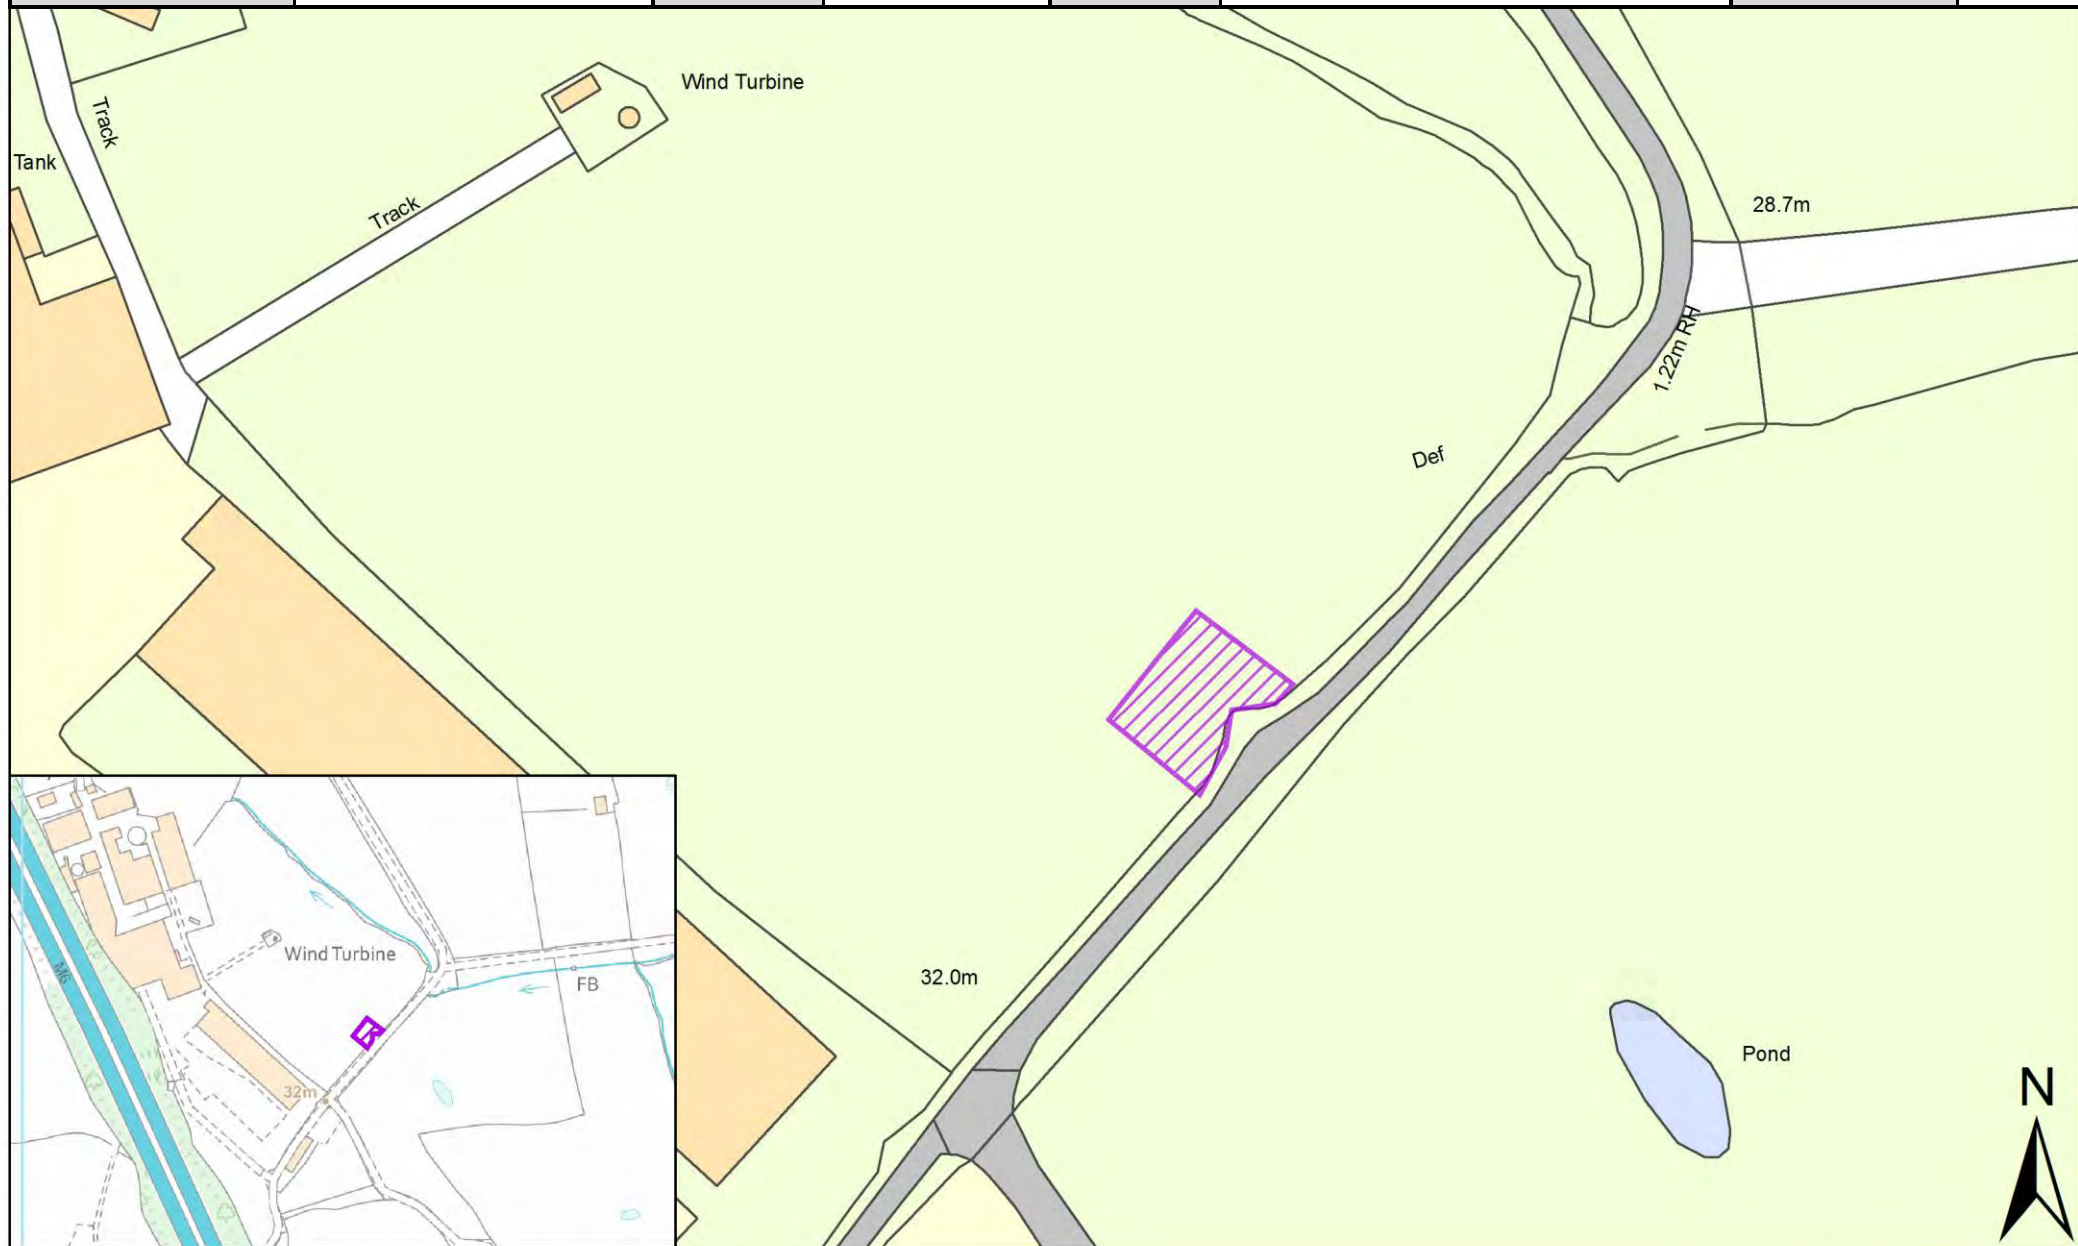 Wind Turbine
Track
Tank
Track
28.7m
1.22m RH
Def
32.0m
Pond
N
Wind Turbine
M6
FB
32m